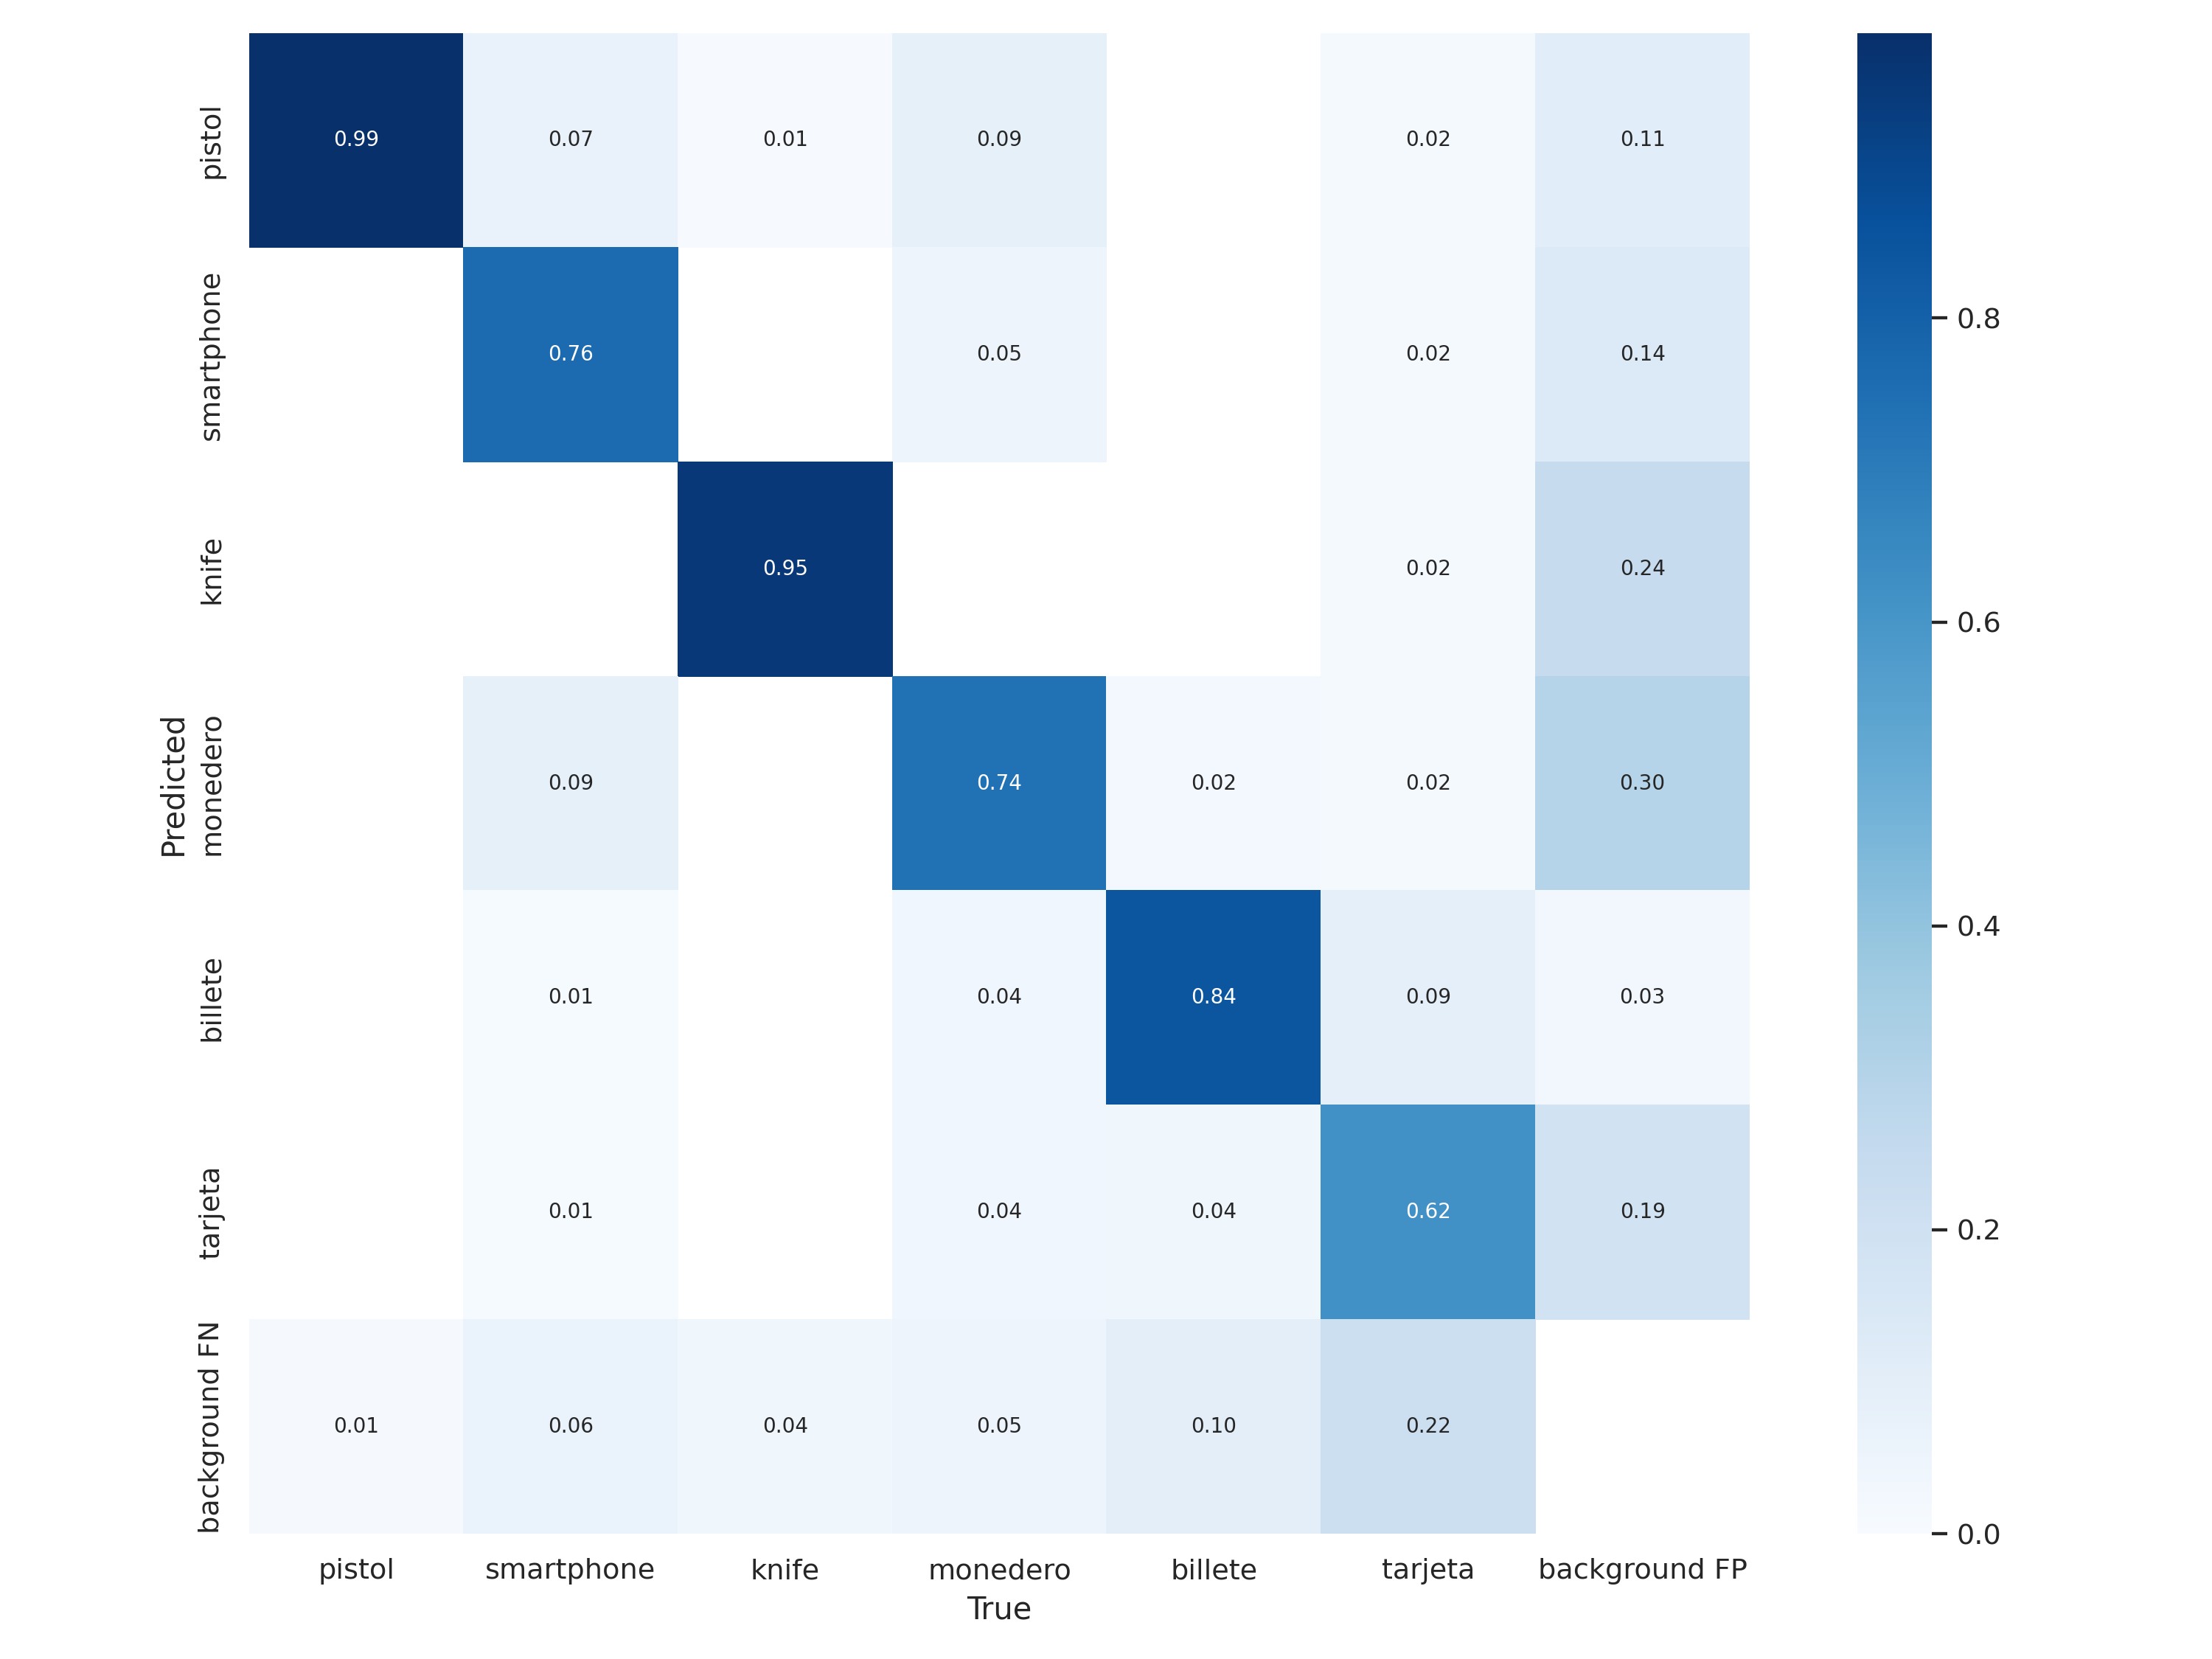 pistol
0.99 0.07 0.01 0.09 0.02 0.11
smartphone
0.76 0.05 0.02 0.14
0.8
knife
0.95 0.02 0.24
0.6
Predicted
monedero
0.09 0.74 0.02 0.02 0.30
0.4
billete
0.01 0.04 0.84 0.09 0.03
tarjeta
0.01 0.04 0.04 0.62 0.19
0.2
background FN
0.01 0.06 0.04 0.05 0.10 0.22
0.0
pistol smartphone knife monedero billete tarjeta background FP
True